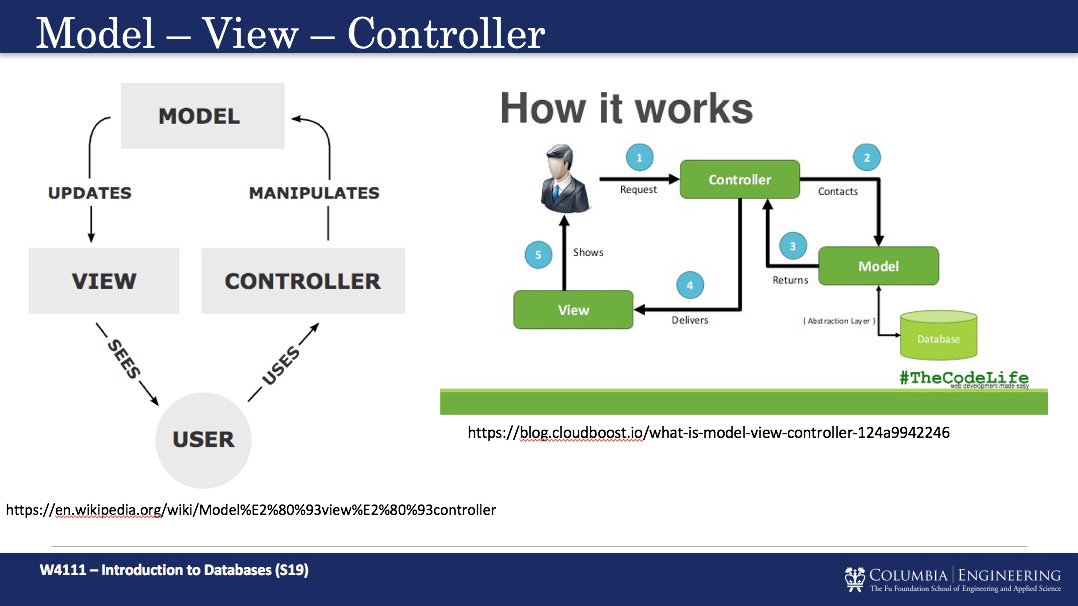 Model – View – Controller
MODEL
UPDATES
MANIPULATES
VIEW
CONTROLLER
SEES
USES
USER
https://en.wikipedia.org/wiki/Model%E2%80%93view%E2%80%93controller
How it works
1
Request
Controller
2
Contacts
3
Returns
Model
4
Delivers
5
Shows
View
{ Abstraction Layer }
Database
#TheCodeLife
web development made easy
https://blog.cloudboost.io/what-is-model-view-controller-124a9942246
W4111 – Introduction to Databases (S19)
COLUMBIA | ENGINEERING
The Fu Foundation School of Engineering and Applied Science